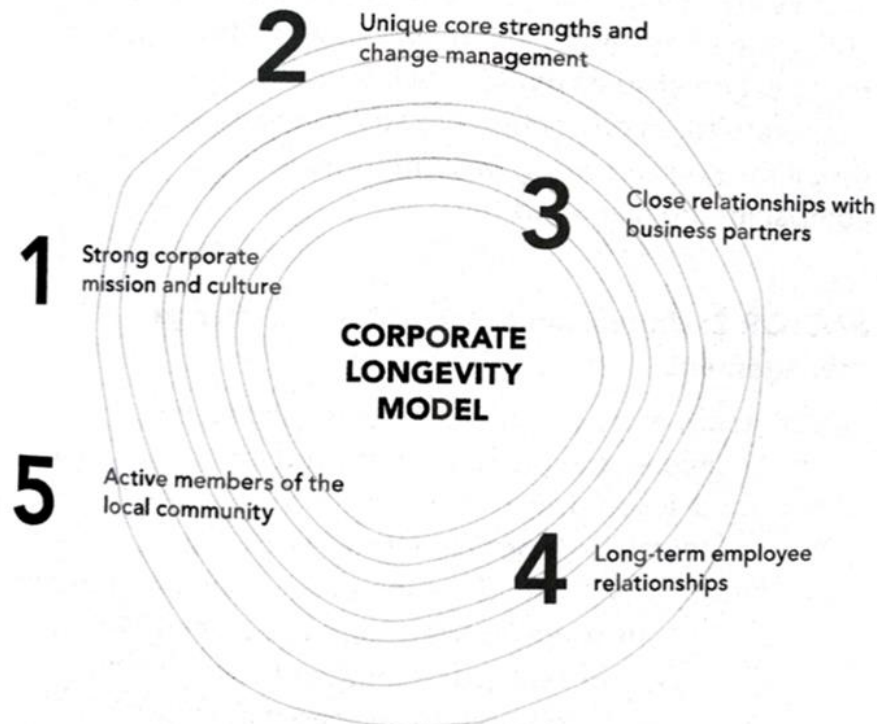 2
Unique core strengths and
change management
3
Close relationships with
business partners
1
Strong corporate
mission and culture
CORPORATE
LONGEVITY
MODEL
5
Active members of the
local community
4
Long-term employee
relationships